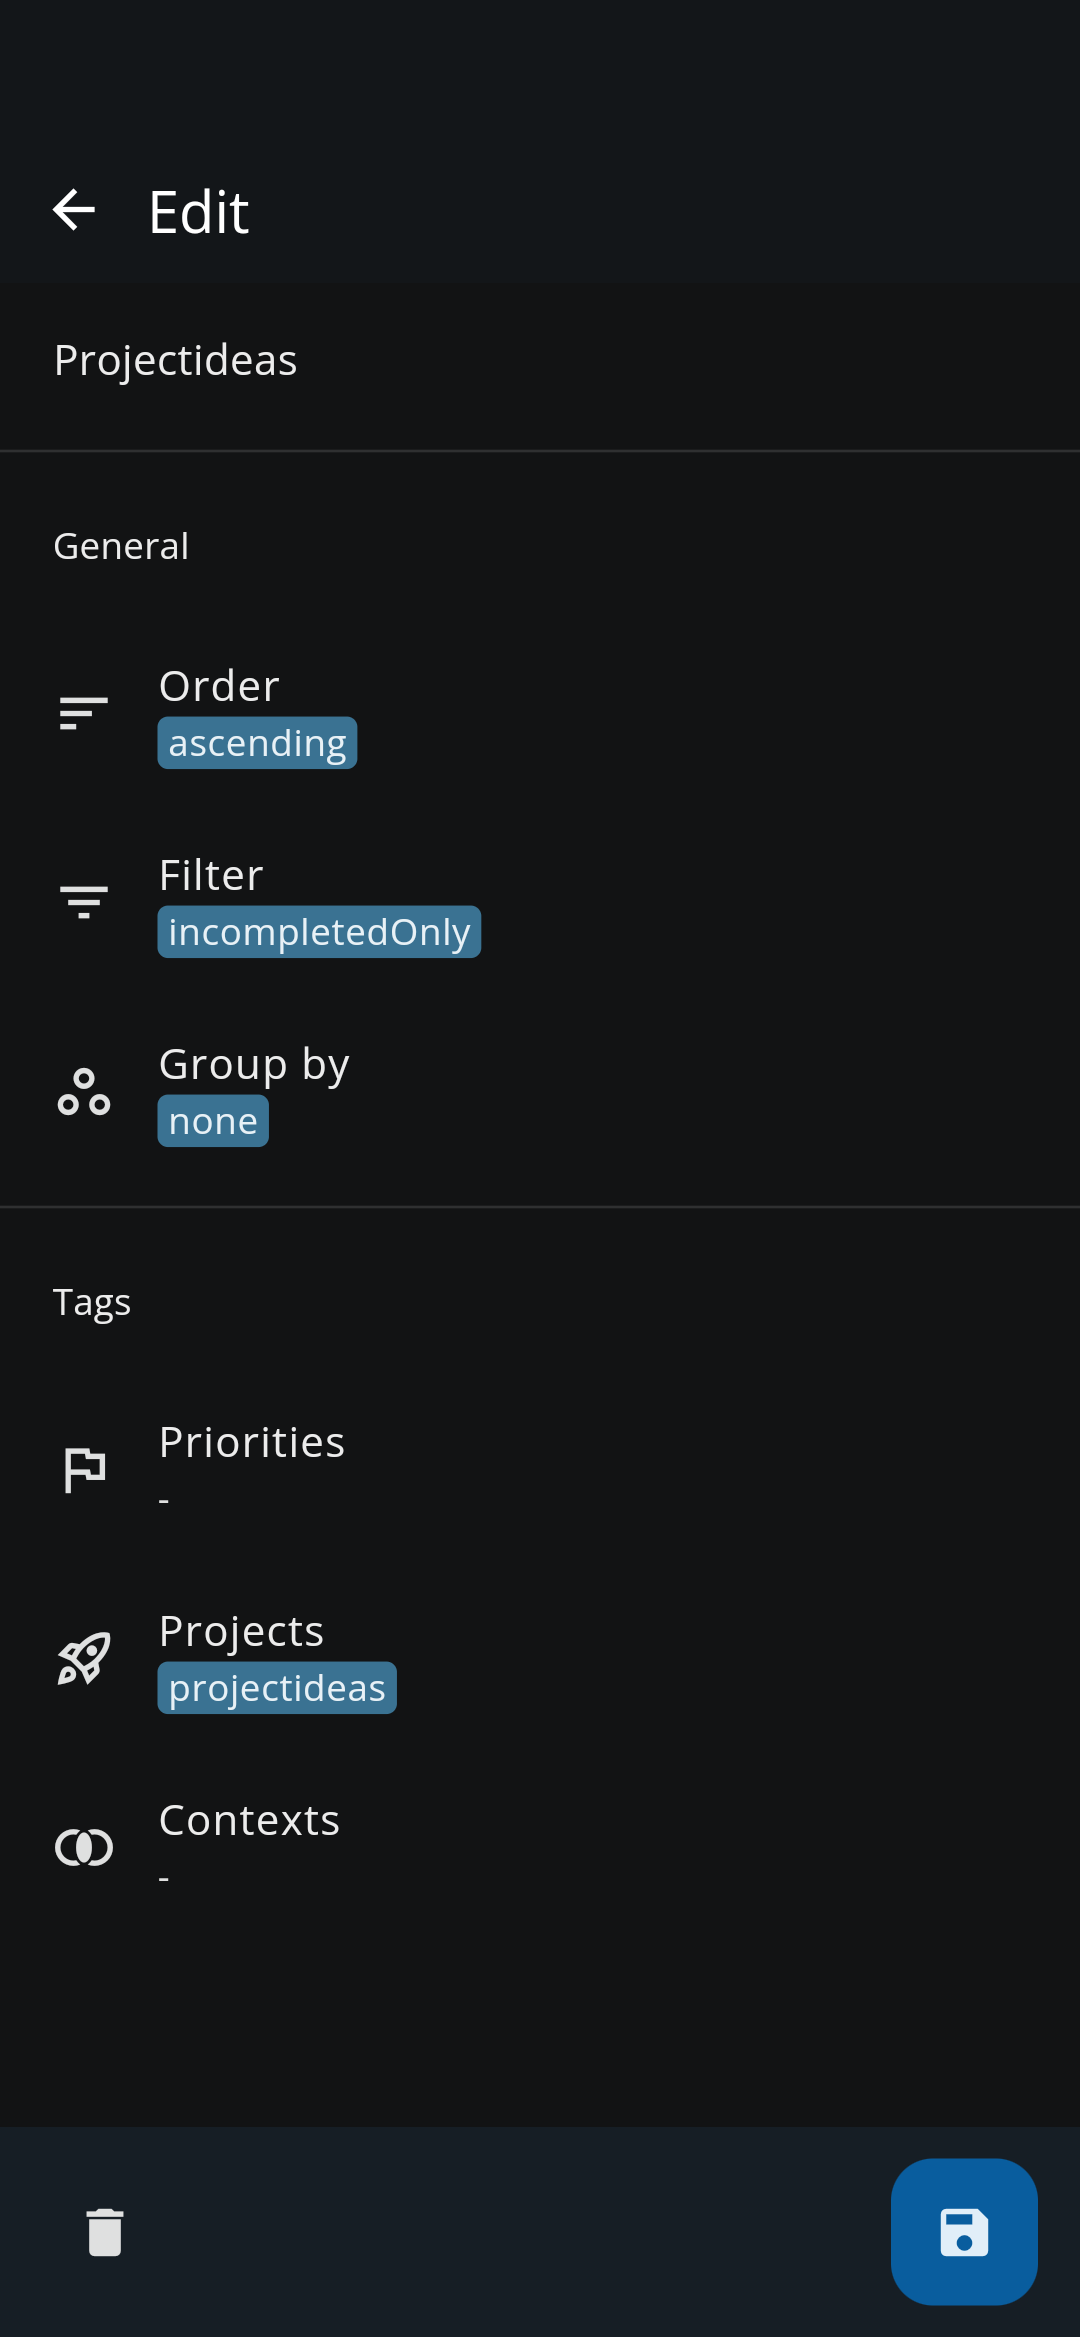 Edit
Projectideas
General
Order
ascending
Filter
incompletedOnly
Group by
none
Tags
Priorities
-
Projects
projectideas
Contexts
-